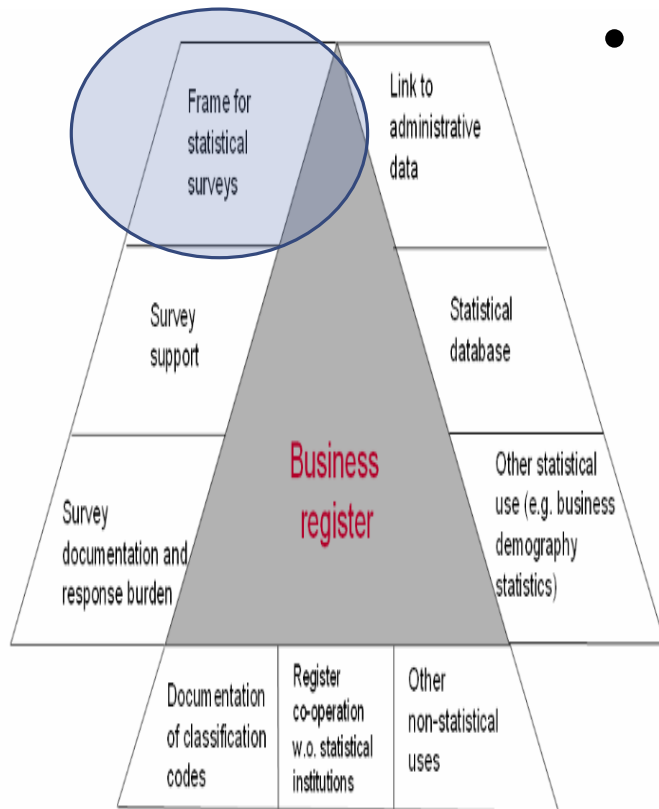 Frame for
statistical
surveys
Link to
administrative
data
Survey
support
Statistical
database
Business
register
Survey
documentation and
response burden
Other statistical
use (e.g. business
demography
statistics)
Documentation
of classification
codes
Register
co-operation
w.o. statistical
institutions
Other
non-statistical
uses